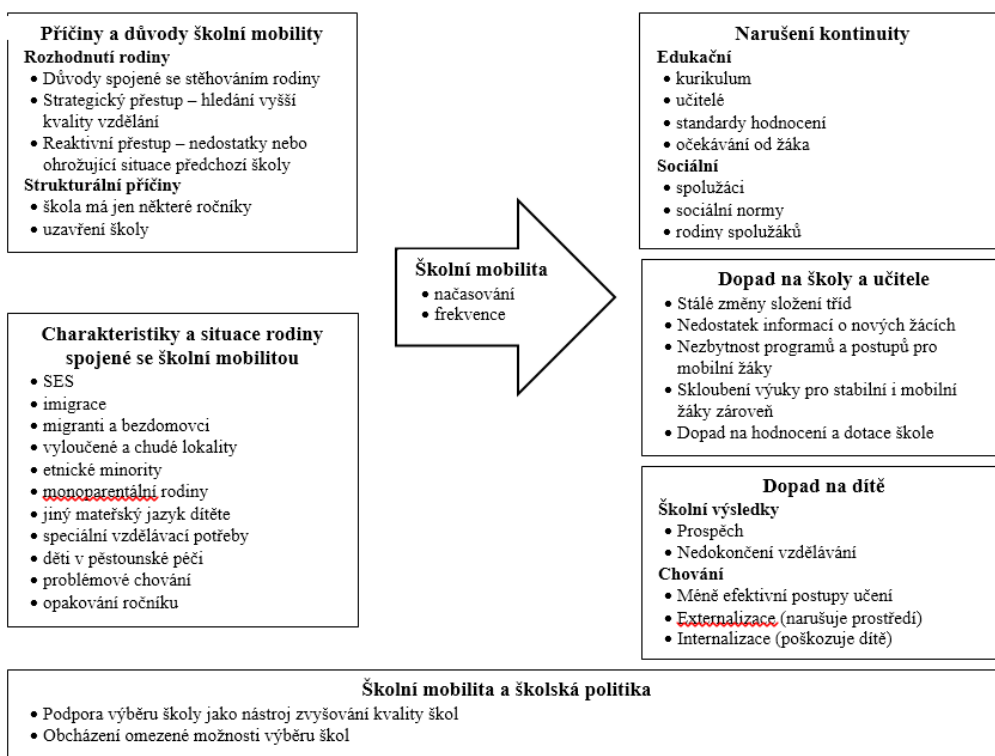 Příčiny a důvody školní mobility
Rozhodnutí rodiny
• Důvody spojené se stěhováním rodiny
• Strategický přestup – hledání vyšší
kvality vzdělání
• Reaktivní přestup – nedostatky nebo
ohrožující situace předchozí školy
Strukturální příčiny
• škola má jen některé ročníky
• uzavření školy
Charakteristiky a situace rodiny
spojené se školní mobilitou
• SES
• imigrace
• migranti a bezdomovci
• vyloučené a chudé lokality
• etnické minority
• monoparentální rodiny
• jiný mateřský jazyk dítěte
• speciální vzdělávací potřeby
• děti v pěstounské péči
• problémové chování
• opakování ročníku
Školní mobilita
• načasování
• frekvence
Narušení kontinuity
Edukační
• kurikulum
• učitelé
• standardy hodnocení
• očekávání od žáka
Sociální
• spolužáci
• sociální normy
• rodiny spolužáků
Dopad na školy a učitele
• Stálé změny složení tříd
• Nedostatek informací o nových žácích
• Nezbytnost programů a postupů pro
mobilní žáky
• Skloubení výuky pro stabilní i mobilní
žáky zároveň
• Dopad na hodnocení a dotace škole
Dopad na dítě
Školní výsledky
• Prospěch
• Nedokončení vzdělávání
Chování
• Méně efektivní postupy učení
• Externalizace (narušuje prostředí)
• Internalizace (poškozuje dítě)
Školní mobilita a školská politika
• Podpora výběru školy jako nástroj zvyšování kvality škol
• Obcházení omezené možnosti výběru škol